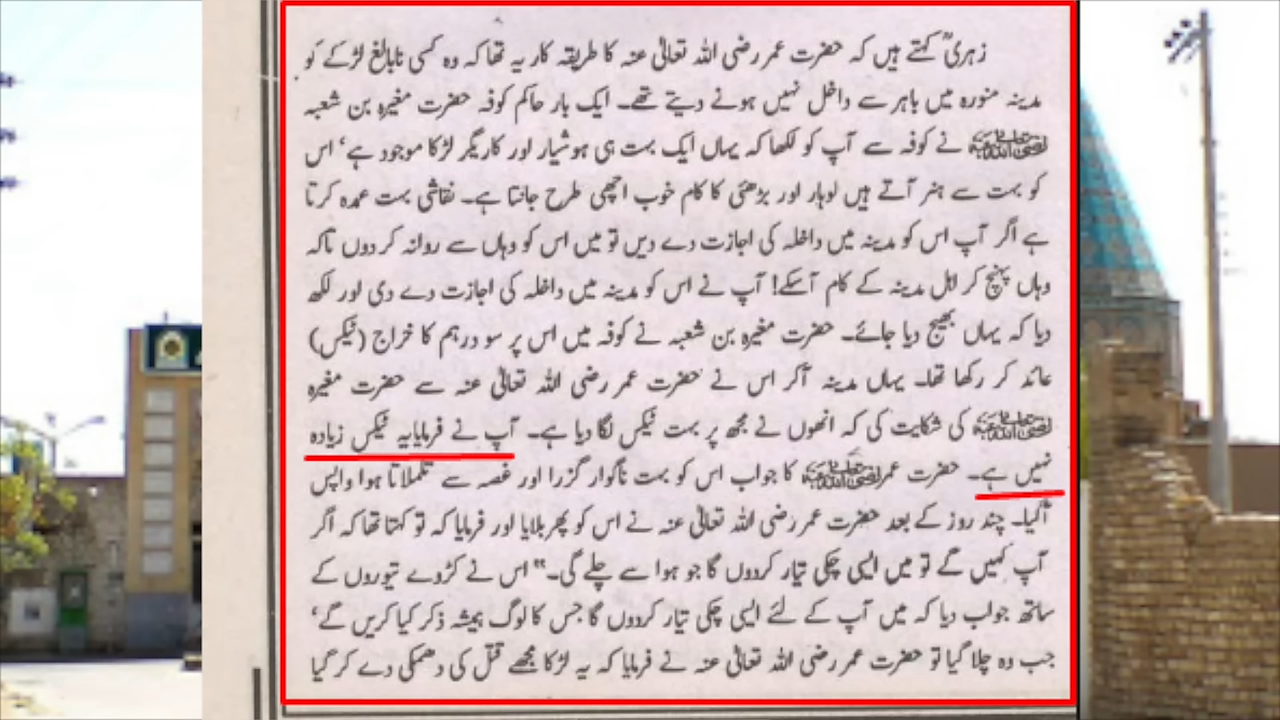 زہریؒ کہتے ہیں کہ حضرت عمر رضی اللہ تعالیٰ عنہ کا طریقہ کار یہ تھا کہ وہ کسی نابالغ لڑکے کو
مدینہ منورہ میں باہر سے داخل نہیں ہونے دیتے تھے۔ ایک بار حاکم کوفہ حضرت مغیرہ بن شعبہ
رضی اللہ عنہ نے کوفہ سے آپ کو لکھا کہ یہاں ایک بہت ہی ہوشیار اور کاریگر لڑکا موجود ہے‘ اس
کو بہت سے ہنر آتے ہیں لوہار اور بڑھئی کا کام خوب اچھی طرح جانتا ہے۔ نقاشی بہت عمدہ کرتا
ہے اگر آپ اس کو مدینہ میں داخلہ کی اجازت دے دیں تو میں اس کو وہاں سے روانہ کردوں تاکہ
وہاں پہنچ کر اہل مدینہ کے کام آسکے! آپ نے اس کو مدینہ میں داخلہ کی اجازت دے دی اور لکھ
دیا کہ یہاں بھیج دیا جائے۔ حضرت مغیرہ بن شعبہ نے کوفہ میں اس پر سو درہم کا خراج (ٹیکس)
عائد کر رکھا تھا۔ یہاں مدینہ آکر اس نے حضرت عمر رضی اللہ تعالیٰ عنہ سے حضرت مغیرہ
رضی اللہ عنہ کی شکایت کی کہ انھوں نے مجھ پر بہت ٹیکس لگا دیا ہے۔ آپ نے فرمایا یہ ٹیکس زیادہ
نہیں ہے۔ حضرت عمر رضی اللہ عنہ کا جواب اس کو بہت ناگوار گزرا اور غصہ سے تلملاتا ہوا واپس
آگیا۔ چند روز کے بعد حضرت عمر رضی اللہ تعالیٰ عنہ نے اس کو پھر بلایا اور فرمایا کہ تو کہتا تھا کہ اگر
آپ کہیں گے تو میں ایسی چکی تیار کردوں گا جو ہوا سے چلے گی۔“ اس نے کڑوے تیوروں کے
ساتھ جواب دیا کہ میں آپ کے لئے ایسی چکی تیار کردوں گا جس کا لوگ ہمیشہ ذکر کیا کریں گے‘
جب وہ چلا گیا تو حضرت عمر رضی اللہ تعالیٰ عنہ نے فرمایا کہ یہ لڑکا مجھے قتل کی دھمکی دے کر گیا